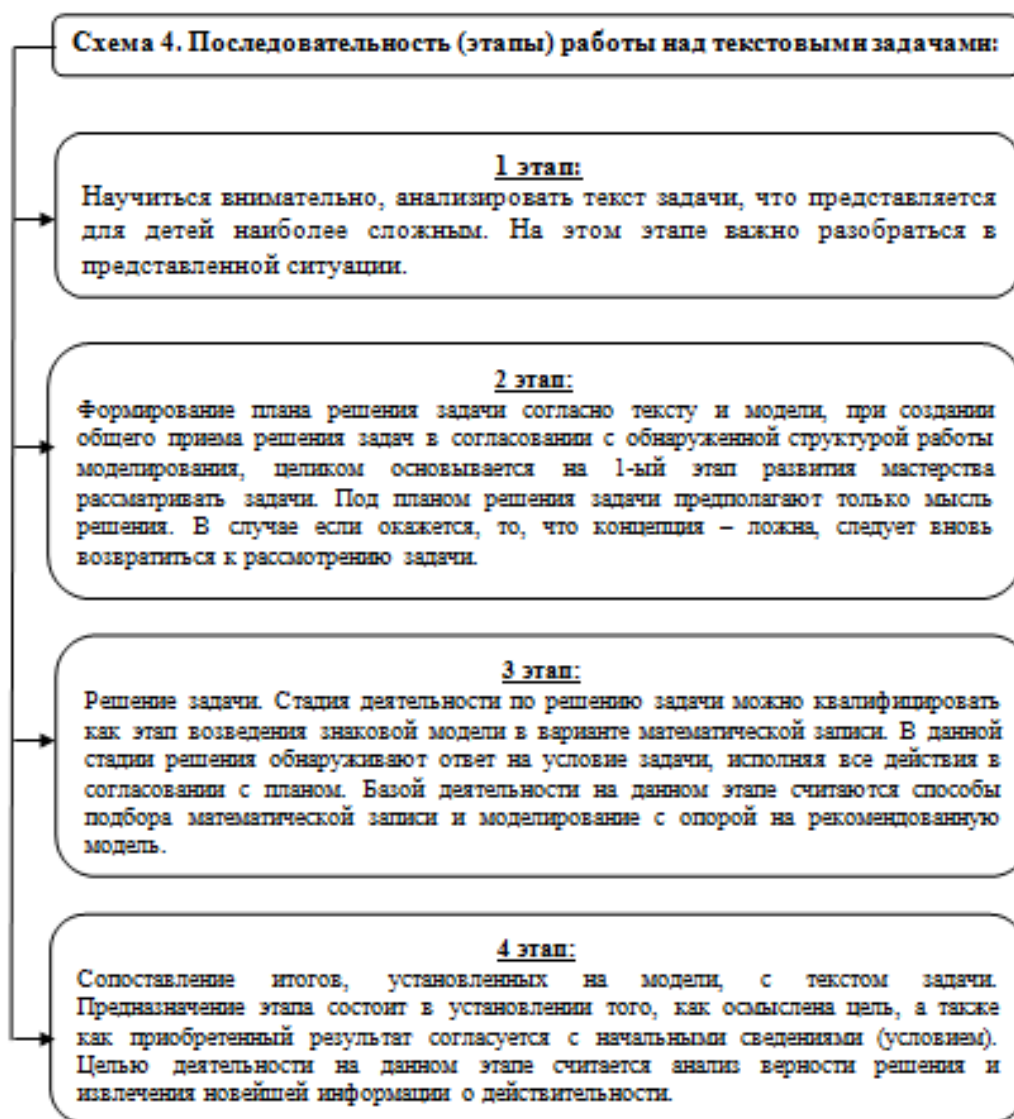 Схема 4. Последовательность (этапы) работы над текстовыми задачами:
1 этап:
Научиться внимательно, анализировать текст задачи, что представляется
для детей наиболее сложным. На этом этапе важно разобраться в
представленной ситуации.
2 этап:
Формирование плана решения задачи согласно тексту и модели, при создании
общего приема решения задач в согласовании с обнаруженной структурой работы
моделирования, целиком основывается на 1-ый этап развития мастерства
рассматривать задачи. Под планом решения задачи предполагают только мысль
решения. В случае если окажется, то, что концепция – ложна, следует вновь
возвратиться к рассмотрению задачи.
3 этап:
Решение задачи. Стадия деятельности по решению задачи можно квалифицировать
как этап возведения знаковой модели в варианте математической записи. В данной
стадии решения обнаруживают ответ на условие задачи, исполняя все действия в
согласовании с планом. Базой деятельности на данном этапе считаются способы
подбора математической записи и моделирование с опорой на рекомендованную
модель.
4 этап:
Сопоставление итогов, установленных на модели, с текстом задачи.
Предназначение этапа состоит в установлении того, как осмыслена цель, а также
как приобретенный результат согласуется с начальными сведениями (условием).
Целью деятельности на данном этапе считается анализ верности решения и
извлечения новейшей информации о действительности.